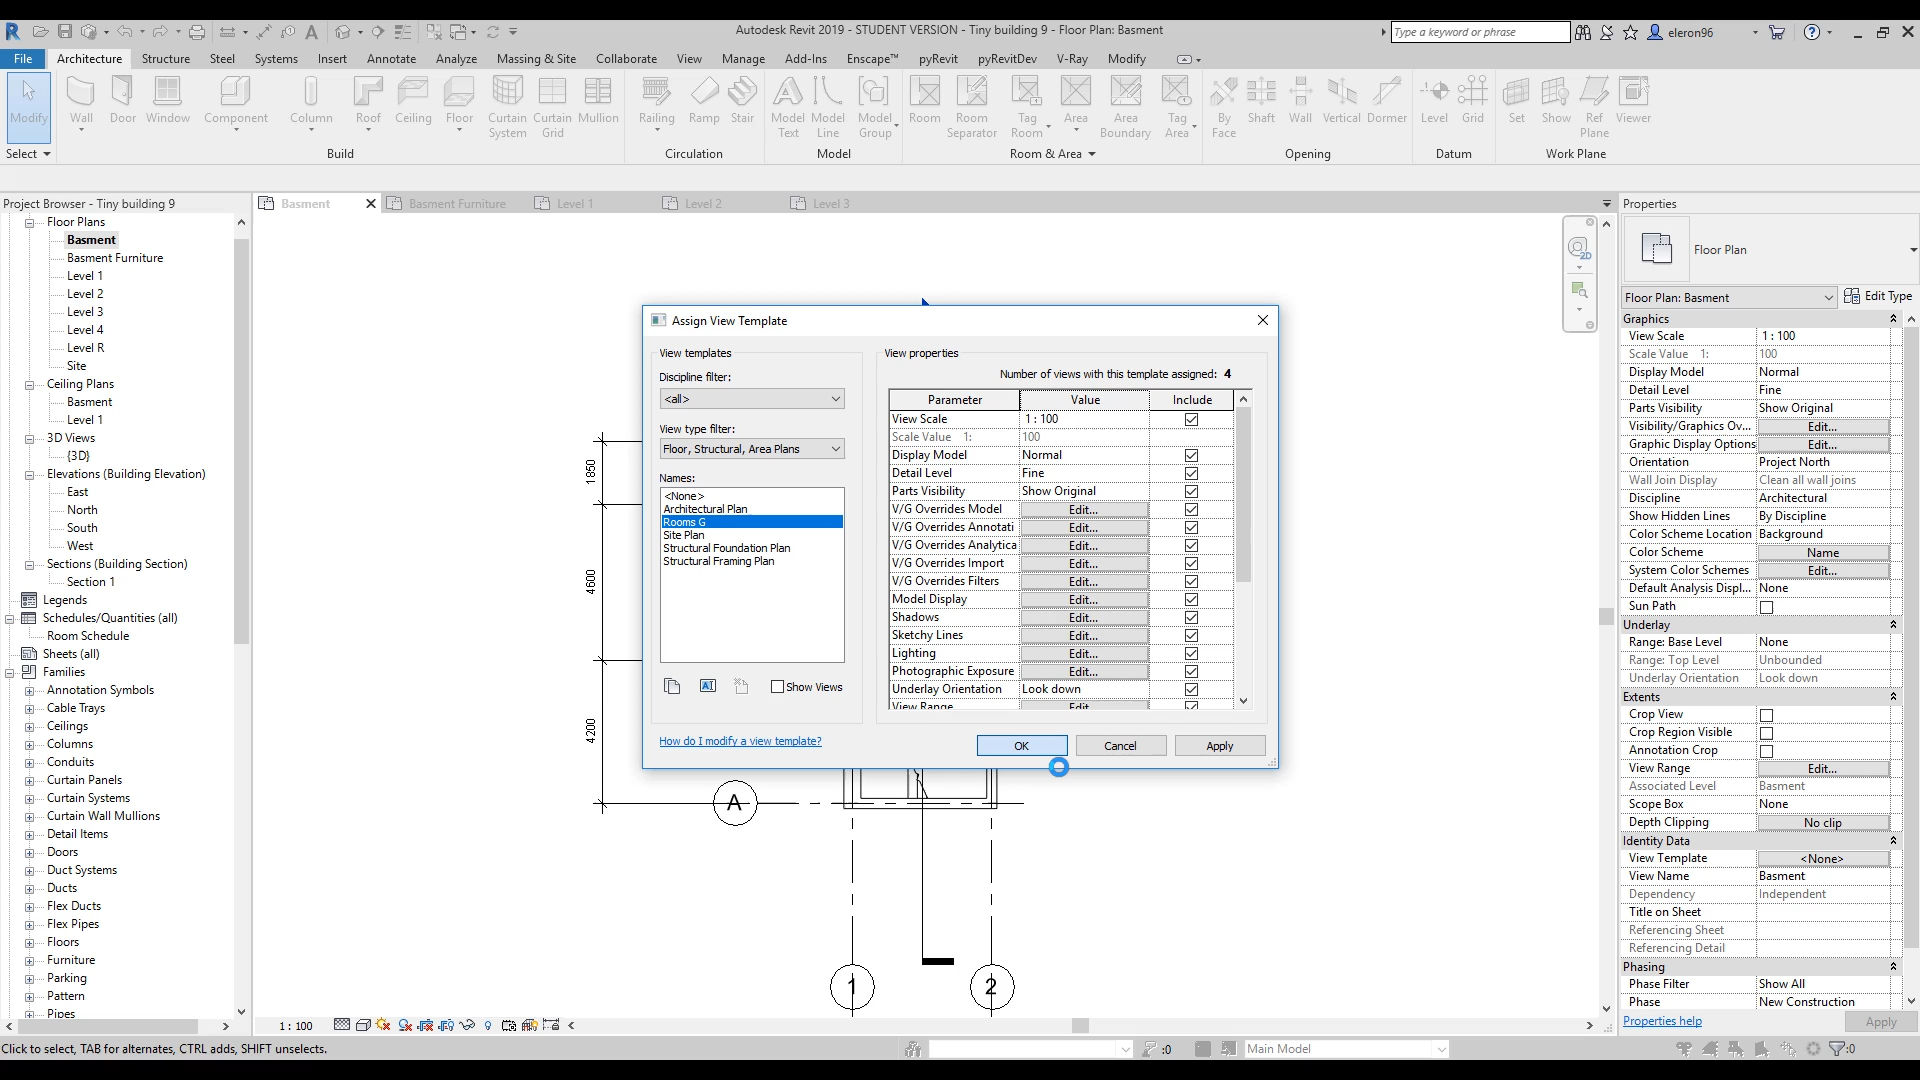 Autodesk Revit 2019 - STUDENT VERSION - Tiny building 9 - Floor Plan: Basment
Type a keyword or phrase
eleron96
File Architecture Structure Steel Systems Insert Annotate Analyze Massing & Site Collaborate View Manage Add-Ins Enscape™ pyRevit pyRevitDev V-Ray Modify
Modify Wall Door Window Component Column Roof Ceiling Floor Curtain System Curtain Grid Mullion Railing Ramp Stair Model Text Model Line Model Group Room Room Separator Tag Room Area Area Boundary Tag Area By Face Shaft Wall Vertical Dormer Level Grid Set Show Ref Plane Viewer
Select Build Circulation Model Room & Area Opening Datum Work Plane
Project Browser - Tiny building 9
Floor Plans
Basment
Basment Furniture
Level 1
Level 2
Level 3
Level 4
Level R
Site
Ceiling Plans
Basment
Level 1
3D Views
{3D}
Elevations (Building Elevation)
East
North
South
West
Sections (Building Section)
Section 1
Legends
Schedules/Quantities (all)
Room Schedule
Sheets (all)
Families
Annotation Symbols
Cable Trays
Ceilings
Columns
Conduits
Curtain Panels
Curtain Systems
Curtain Wall Mullions
Detail Items
Doors
Duct Systems
Ducts
Flex Ducts
Flex Pipes
Floors
Furniture
Parking
Pattern
Pipes
Basment Basment Furniture Level 1 Level 2 Level 3
2D
1850
4600
4200
A
1
2
Assign View Template
View templates
Discipline filter:
<all>
View type filter:
Floor, Structural, Area Plans
Names:
<None>
Architectural Plan
Rooms G
Site Plan
Structural Foundation Plan
Structural Framing Plan
Show Views
How do I modify a view template?
View properties
Number of views with this template assigned: 4
Parameter Value Include
View Scale 1 : 100
Scale Value 1: 100
Display Model Normal
Detail Level Fine
Parts Visibility Show Original
V/G Overrides Model Edit...
V/G Overrides Annotati Edit...
V/G Overrides Analytica Edit...
V/G Overrides Import Edit...
V/G Overrides Filters Edit...
Model Display Edit...
Shadows Edit...
Sketchy Lines Edit...
Lighting Edit...
Photographic Exposure Edit...
Underlay Orientation Look down
View Range Edit
OK Cancel Apply
Properties
Floor Plan
Floor Plan: Basment Edit Type
Graphics
View Scale 1 : 100
Scale Value 1: 100
Display Model Normal
Detail Level Fine
Parts Visibility Show Original
Visibility/Graphics Ov... Edit...
Graphic Display Options Edit...
Orientation Project North
Wall Join Display Clean all wall joins
Discipline Architectural
Show Hidden Lines By Discipline
Color Scheme Location Background
Color Scheme Name
System Color Schemes Edit...
Default Analysis Displ... None
Sun Path
Underlay
Range: Base Level None
Range: Top Level Unbounded
Underlay Orientation Look down
Extents
Crop View
Crop Region Visible
Annotation Crop
View Range Edit...
Associated Level Basment
Scope Box None
Depth Clipping No clip
Identity Data
View Template <None>
View Name Basment
Dependency Independent
Title on Sheet
Referencing Sheet
Referencing Detail
Phasing
Phase Filter Show All
Phase New Construction
Properties help Apply
1 : 100
Click to select, TAB for alternates, CTRL adds, SHIFT unselects.
:0
Main Model
:0